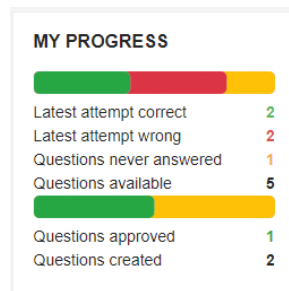 MY PROGRESS
Latest attempt correct 2
Latest attempt wrong 2
Questions never answered 1
Questions available 5
Questions approved 1
Questions created 2